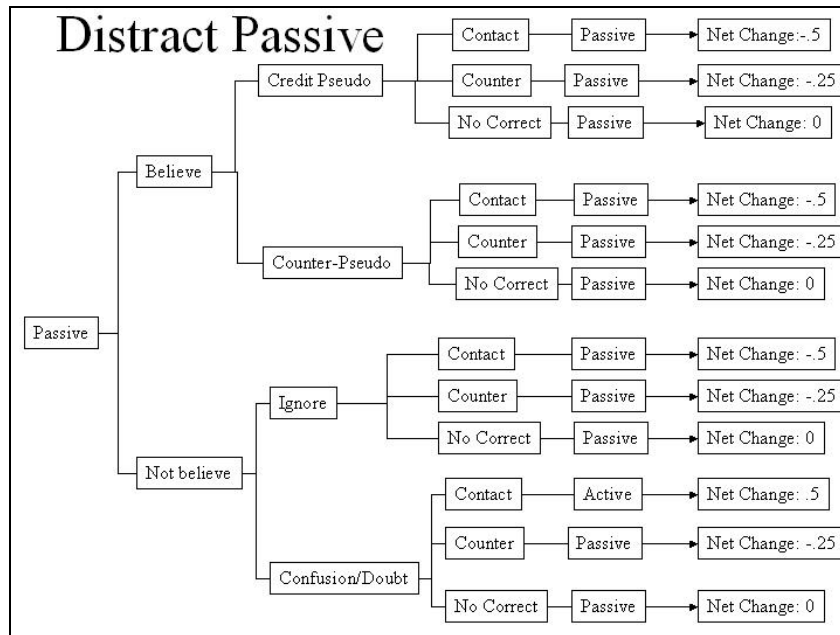 Distract Passive
Contact Passive Net Change:-.5
Credit Pseudo
Counter Passive Net Change: -.25
No Correct Passive Net Change: 0
Believe
Contact Passive Net Change: -.5
Counter Passive Net Change: -.25
Counter-Pseudo
No Correct Passive Net Change: 0
Passive
Contact Passive Net Change: -.5
Ignore
Counter Passive Net Change: -.25
No Correct Passive Net Change: 0
Not believe
Contact Active Net Change: .5
Counter Passive Net Change: -.25
Confusion/Doubt
No Correct Passive Net Change: 0